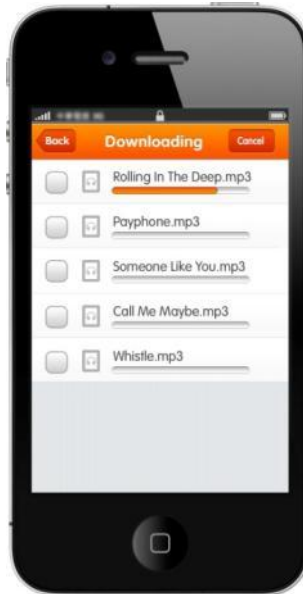 Back Downloading Cancel
Rolling In The Deep.mp3
Payphone.mp3
Someone Like You.mp3
Call Me Maybe.mp3
Whistle.mp3